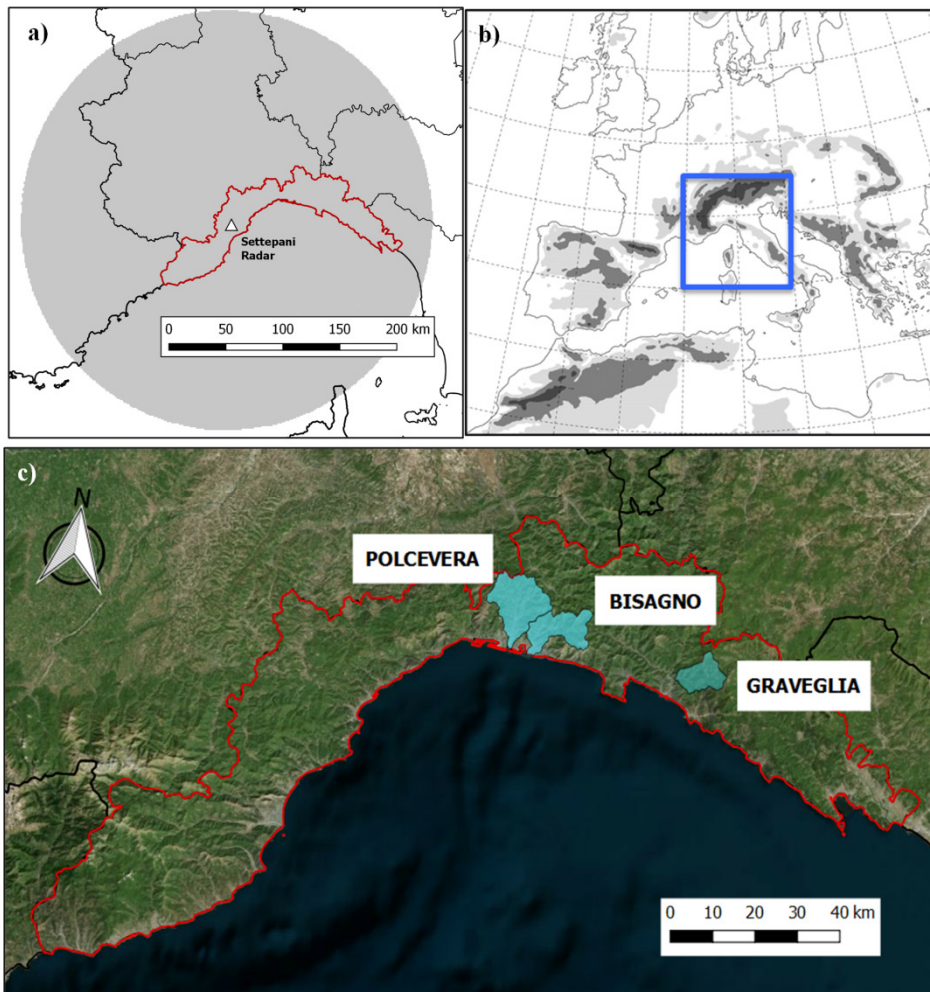 a)
Settepani
Radar
0 50 100 150 200 km
b)
c)
N
POLCEVERA
BISAGNO
GRAVEGLIA
0 10 20 30 40 km